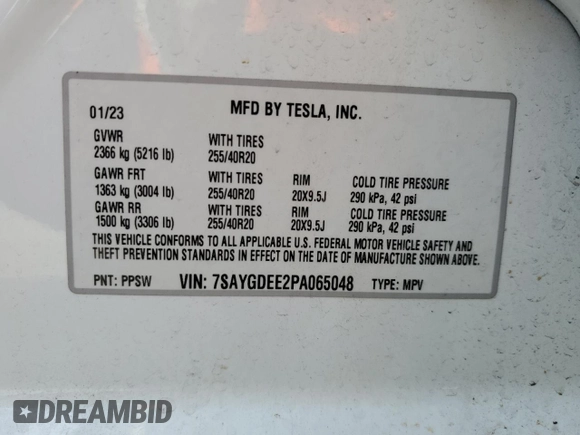 01/23 MFD BY TESLA, INC.
GVWR WITH TIRES
2366 kg (5216 lb) 255/40R20
GAWR FRT WITH TIRES RIM COLD TIRE PRESSURE
1363 kg (3004 lb) 255/40R20 20X9.5J 290 kPa, 42 psi
GAWR RR WITH TIRES RIM COLD TIRE PRESSURE
1500 kg (3306 lb) 255/40R20 20X9.5J 290 kPa, 42 psi
THIS VEHICLE CONFORMS TO ALL APPLICABLE U.S. FEDERAL MOTOR VEHICLE SAFETY AND
THEFT PREVENTION STANDARDS IN EFFECT ON THE DATE OF MANUFACTURE SHOWN ABOVE.
PNT: PPSW VIN: 7SAYGDEE2PA065048 TYPE: MPV
DREAMBID